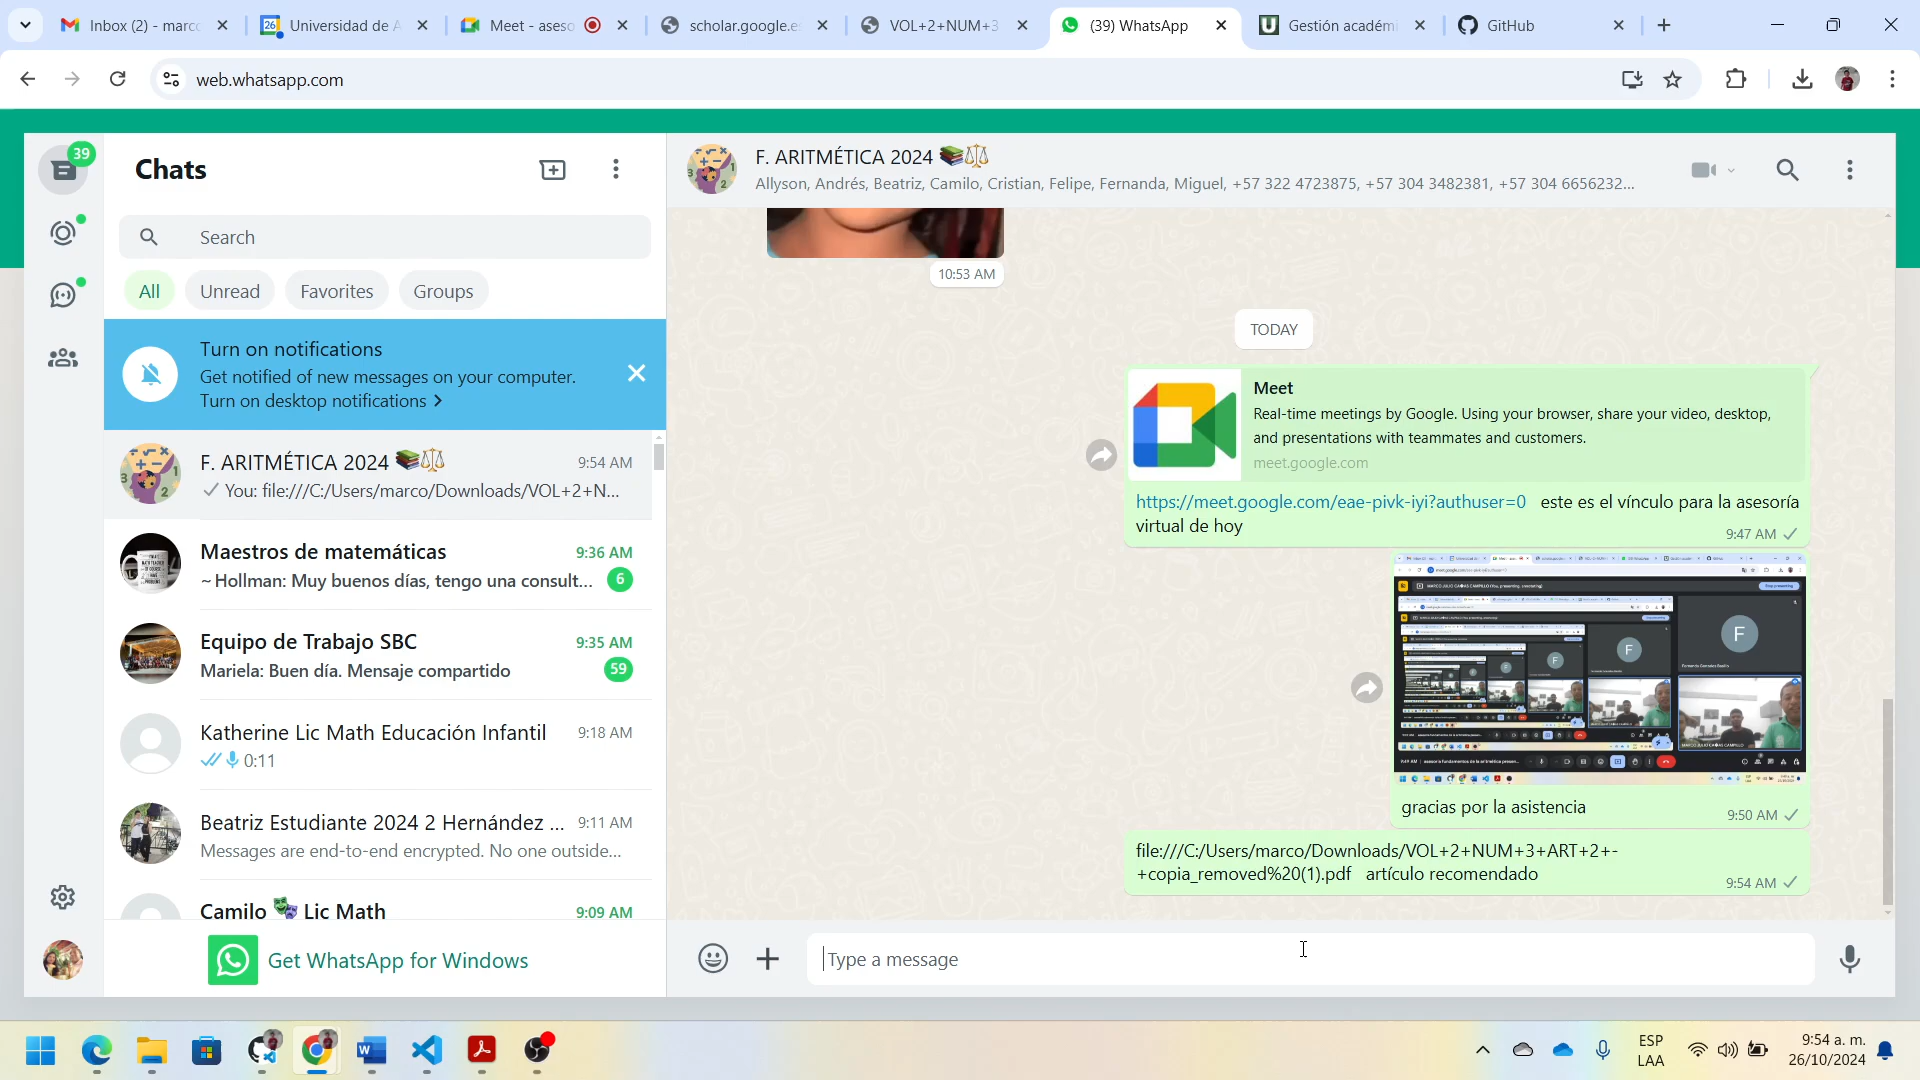 Inbox (2) - marc
Universidad de A
Meet - aseso
scholar.google.e
VOL+2+NUM+3
(39) WhatsApp
Gestión académi
GitHub
web.whatsapp.com
39
Chats
Search
All
Unread
Favorites
Groups
Turn on notifications
Get notified of new messages on your computer.
Turn on desktop notifications >
F. ARITMÉTICA 2024 📚⚖️
9:54 AM
You: file:///C:/Users/marco/Downloads/VOL+2+N...
Maestros de matemáticas
9:36 AM
~ Hollman: Muy buenos días, tengo una consult...
6
Equipo de Trabajo SBC
9:35 AM
Mariela: Buen día. Mensaje compartido
59
Katherine Lic Math Educación Infantil
9:18 AM
0:11
Beatriz Estudiante 2024 2 Hernández ...
9:11 AM
Messages are end-to-end encrypted. No one outside...
Camilo 🎭 Lic Math
9:09 AM
Get WhatsApp for Windows
F. ARITMÉTICA 2024 📚⚖️
Allyson, Andrés, Beatriz, Camilo, Cristian, Felipe, Fernanda, Miguel, +57 322 4723875, +57 304 3482381, +57 304 6656232...
10:53 AM
TODAY
Meet
Real-time meetings by Google. Using your browser, share your video, desktop,
and presentations with teammates and customers.
meet.google.com
https://meet.google.com/eae-pivk-iyi?authuser=0 este es el vínculo para la asesoría
virtual de hoy
9:47 AM
F
gracias por la asistencia
9:50 AM
file:///C:/Users/marco/Downloads/VOL+2+NUM+3+ART+2+-
+copia_removed%20(1).pdf artículo recomendado
9:54 AM
Type a message
ESP
LAA
9:54 a. m.
26/10/2024